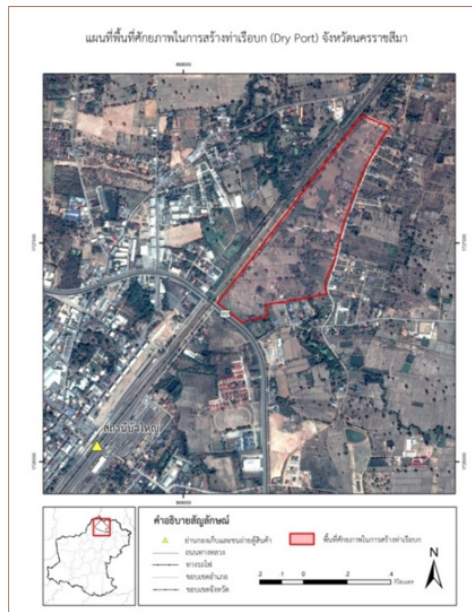 แผนที่พื้นที่ศักยภาพในการสร้างท่าเรือบก (Dry Port) จังหวัดนครราชสีมา
สถานีบัวใหญ่
คำอธิบายสัญลักษณ์
ย่านกองเก็บและขนถ่ายตู้สินค้า
ถนนทางหลวง
ทางรถไฟ
ขอบเขตอำเภอ
ขอบเขตจังหวัด
พื้นที่ศักยภาพในการสร้างท่าเรือบก
N
.2 .1 0 .2 .4
กิโลเมตร